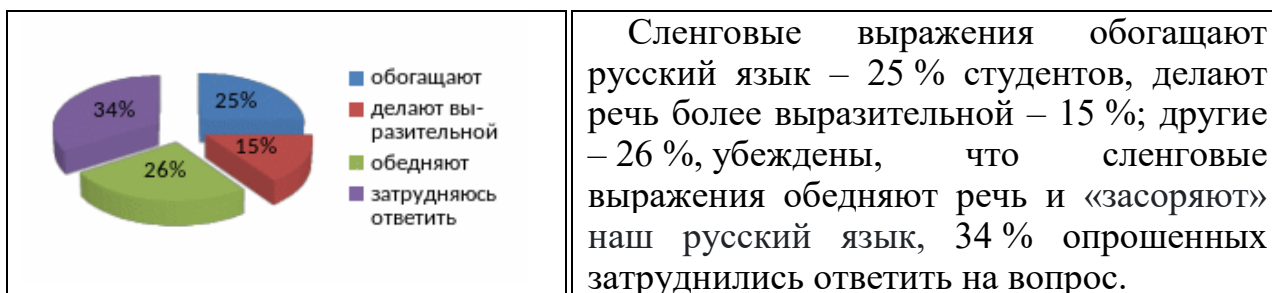 34%
25%
15%
26%
обогащают
делают вы-
разительной
обедняют
затрудняюсь
ответить
Сленговые выражения обогащают
русский язык – 25 % студентов, делают
речь более выразительной – 15 %; другие
– 26 %, убеждены, что сленговые
выражения обедняют речь и «засоряют»
наш русский язык, 34 % опрошенных
затруднились ответить на вопрос.